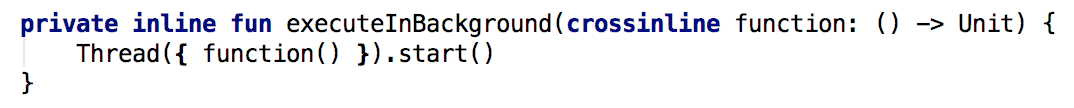 private inline fun executeInBackground(crossinline function: () -> Unit) {
    Thread({ function() }).start()
}